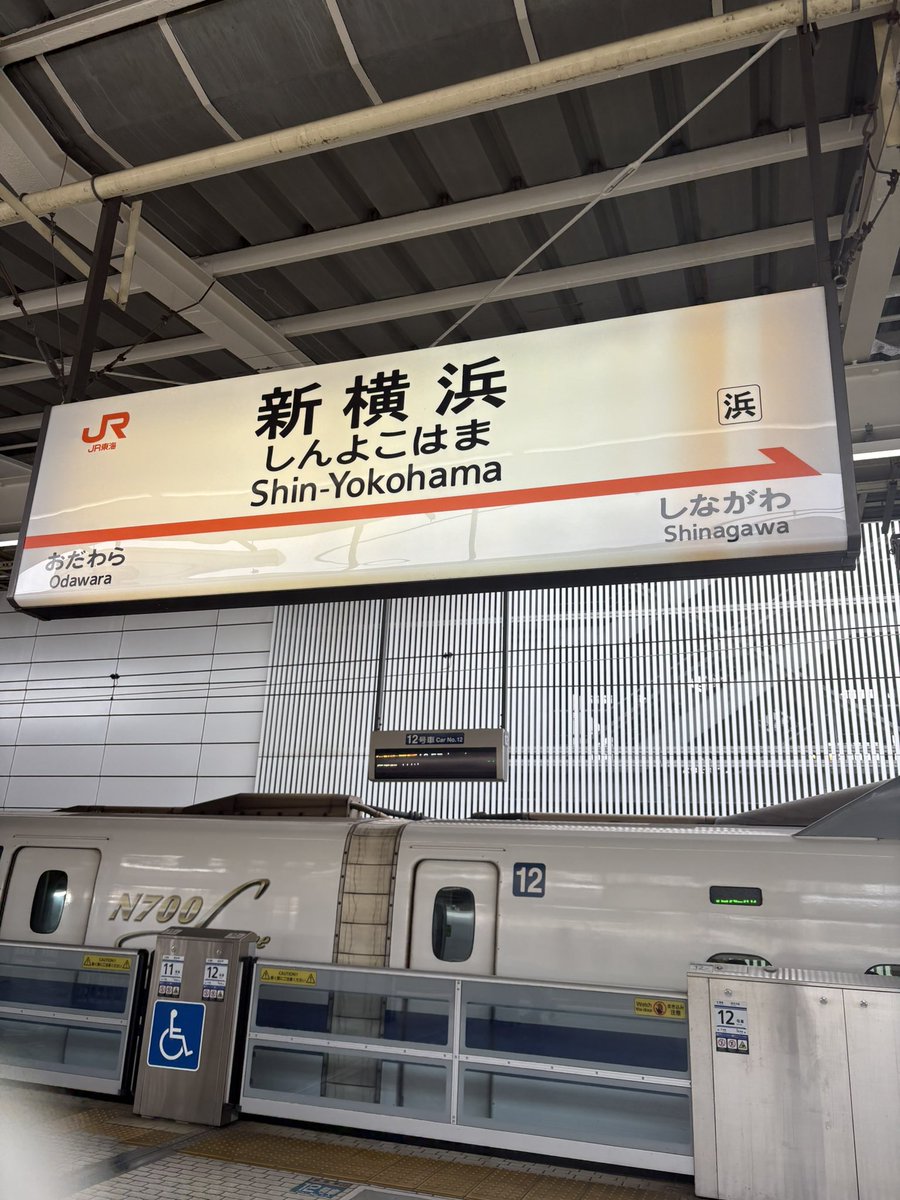 JR
JR東海
新横浜
しんよこはま
Shin-Yokohama
浜
おだわら
Odawara
しながわ
Shinagawa
12号車 Car No.12
N700
12
CAUTION!
11
12
CAUTION!
Watch
12